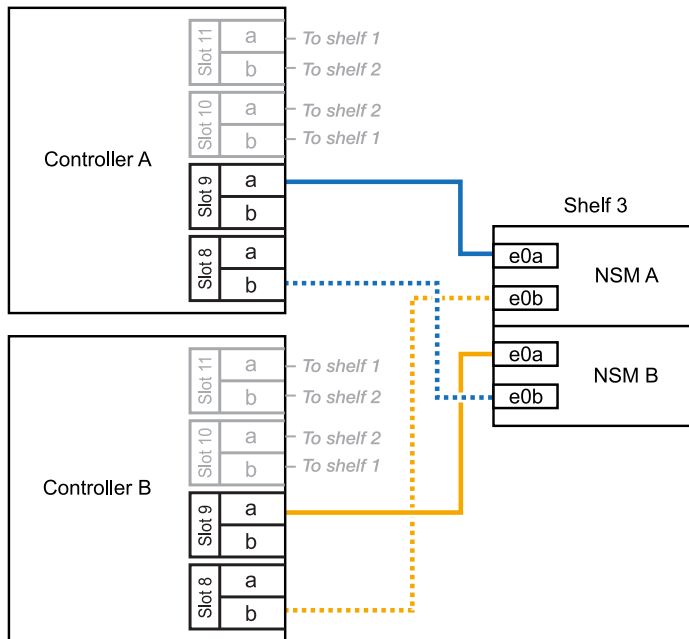 Controller A
Slot 11
a
To shelf 1
b
To shelf 2
Slot 10
a
To shelf 2
b
To shelf 1
Slot 9
a
b
Slot 8
a
b
Shelf 3
e0a
NSM A
e0b
e0a
NSM B
e0b
Controller B
Slot 11
a
To shelf 1
b
To shelf 2
Slot 10
a
To shelf 2
b
To shelf 1
Slot 9
a
b
Slot 8
a
b